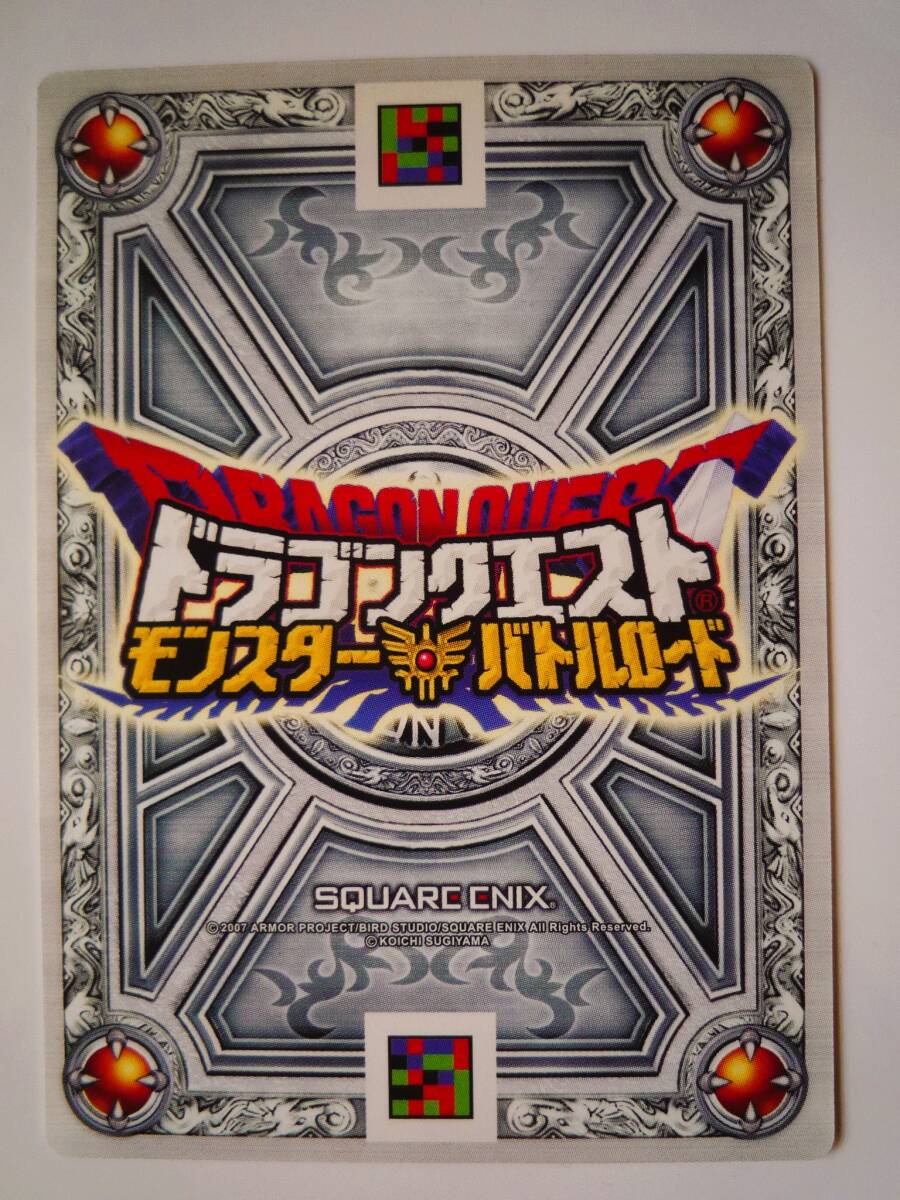 DRAGON QUEST
ドラゴンクエスト®
モンスター バトルロード
SQUARE ENIX®
© 2007 ARMOR PROJECT/BIRD STUDIO/SQUARE ENIX All Rights Reserved.
© KOICHI SUGIYAMA